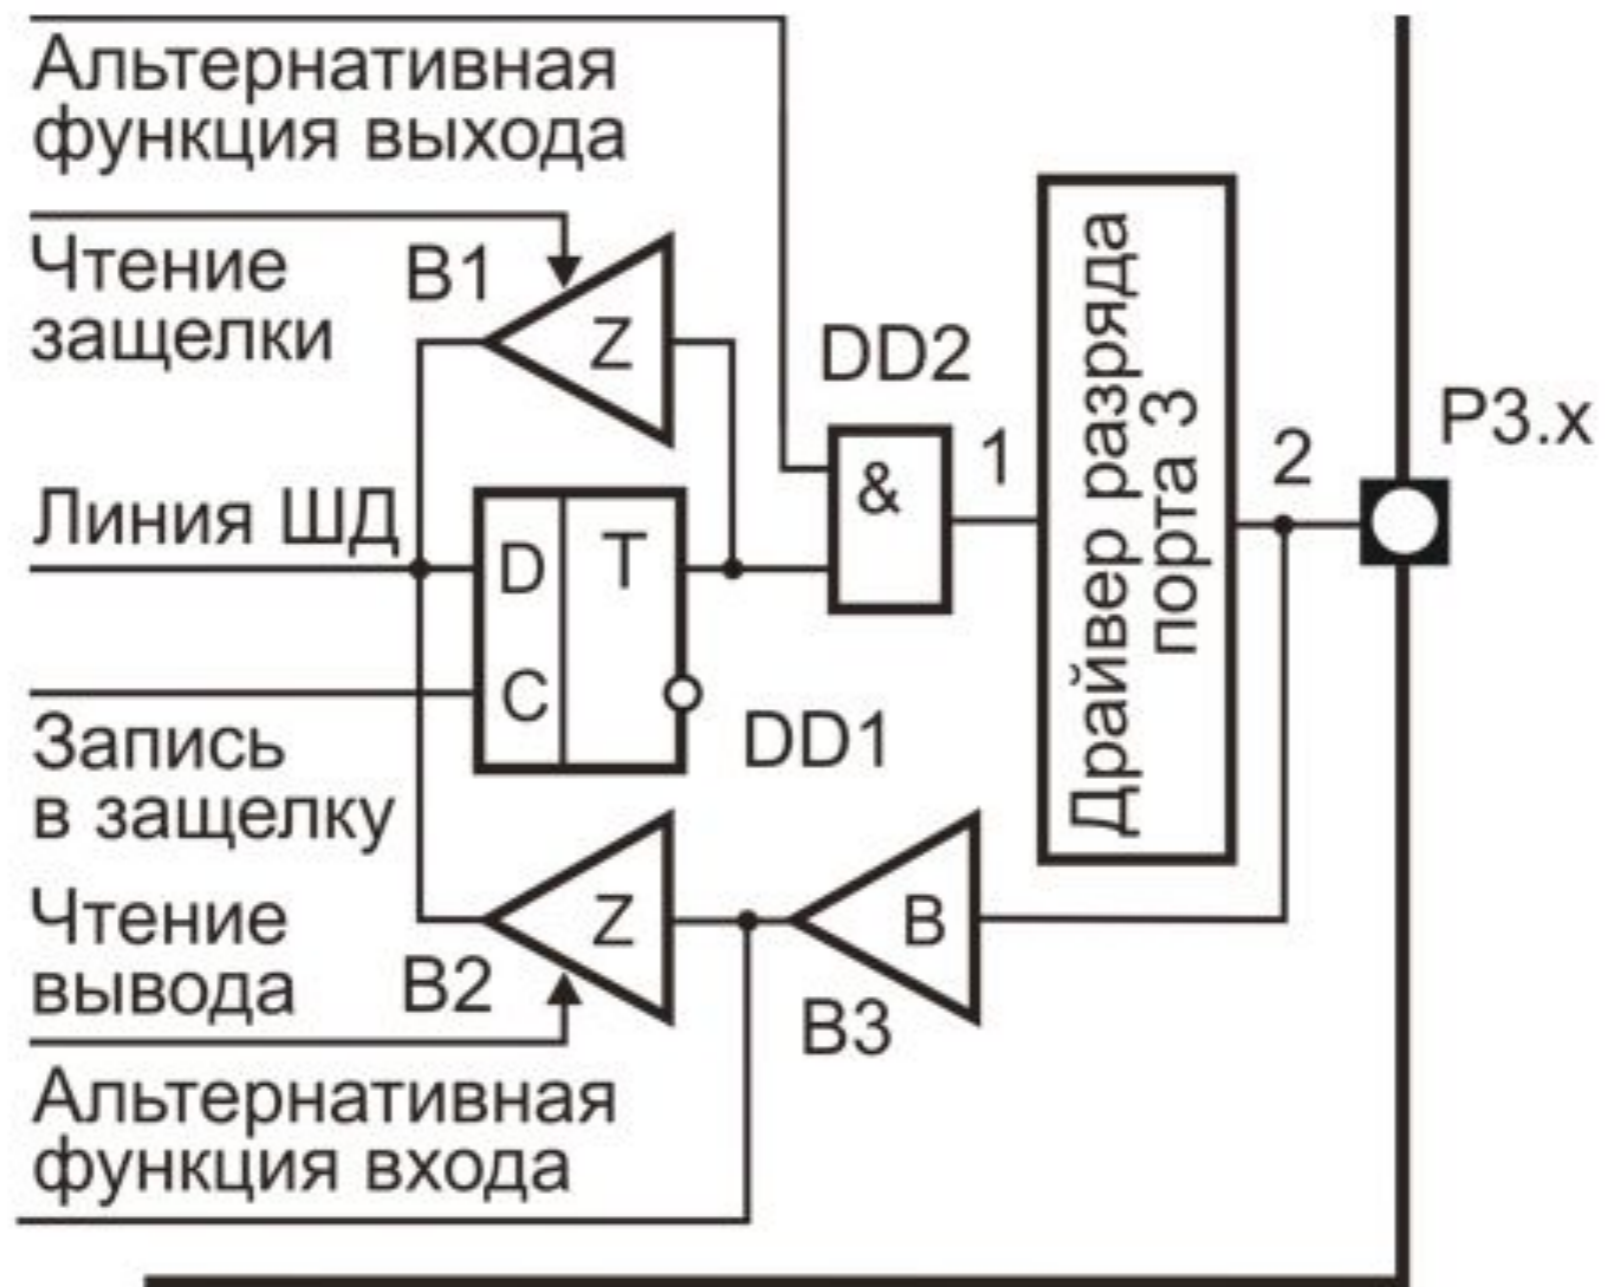 Альтернативная
функция выхода
Чтение
защелки
B1
Z
DD2
&
1
Драйвер разряда
порта 3
2
P3.x
Линия ШД
D
T
C
DD1
Запись
в защелку
Чтение
вывода
B2
Z
B
B3
Альтернативная
функция входа